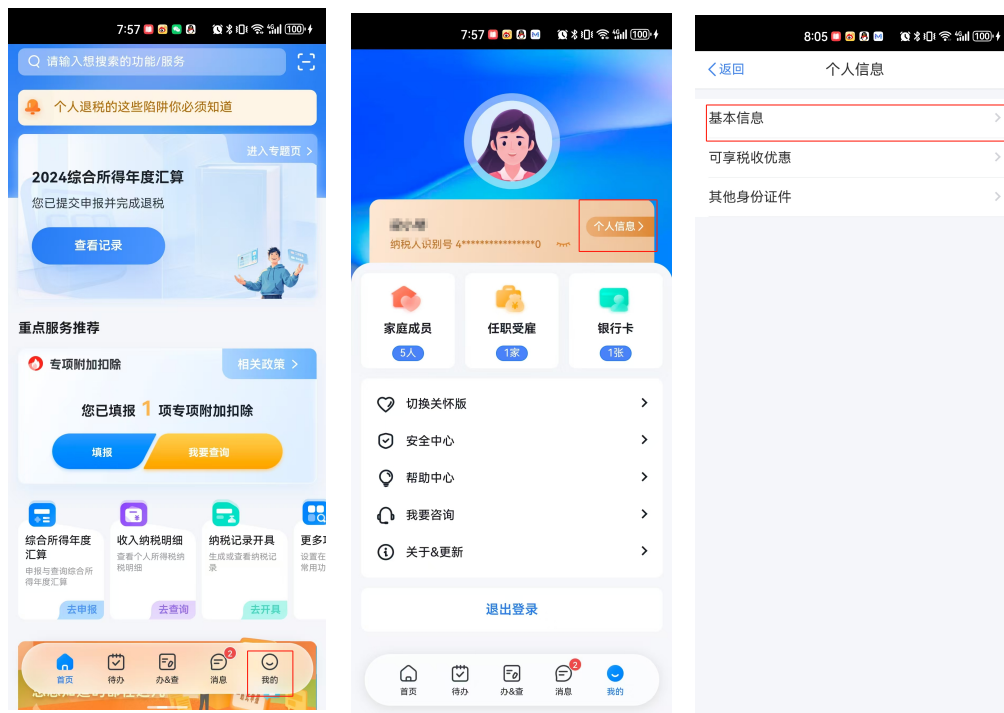 7:57
100
请输入想搜索的功能/服务
个人退税的这些陷阱你必须知道
进入专题页 >
2024综合所得年度汇算
您已提交申报并完成退税
查看记录
重点服务推荐
专项附加扣除
相关政策 >
您已填报 1 项专项附加扣除
填报
我要查询
综合所得年度
汇算
申报与查询综合所
得年度汇算
去申报
收入纳税明细
查看个人所得税纳
税明细
去查询
纳税记录开具
生成或查看纳税记
录
去开具
更多
设置在
常用功
首页
待办
办&查
消息
2
我的
7:57
100
个人信息 >
纳税人识别号 4****************0
家庭成员
5人
任职受雇
1家
银行卡
1张
切换关怀版
安全中心
帮助中心
我要咨询
关于&更新
退出登录
首页
待办
办&查
消息
2
我的
8:05
100
返回
个人信息
基本信息
可享税收优惠
其他身份证件